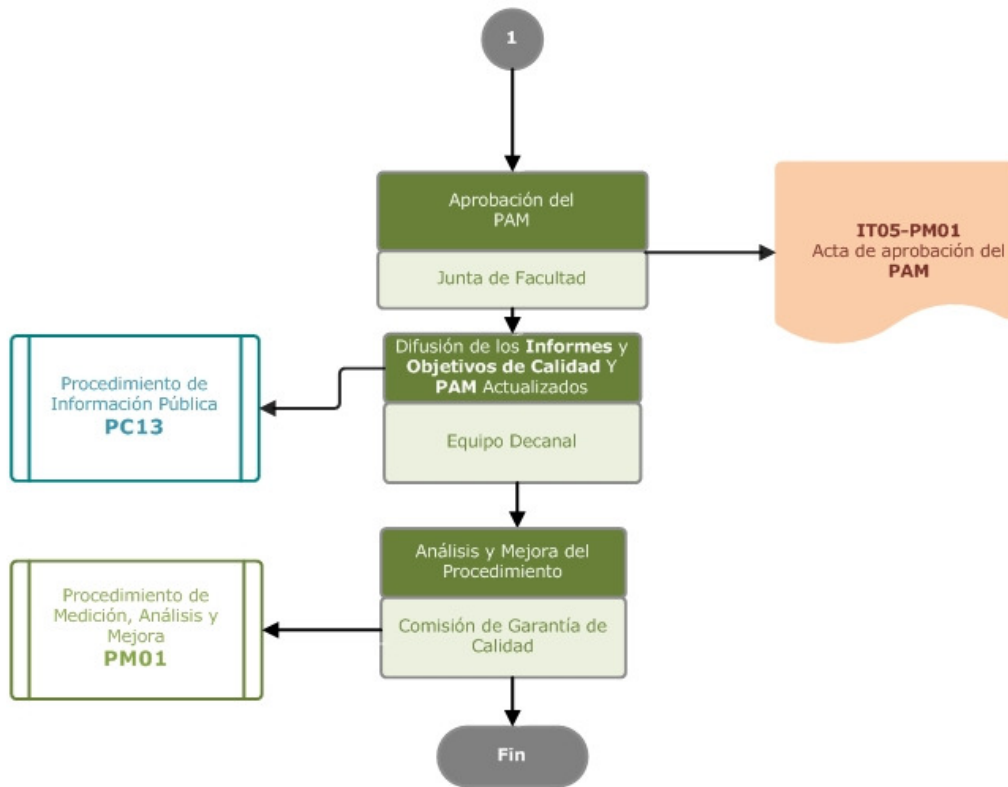 1
Aprobación del
PAM
Junta de Facultad
IT05-PM01
Acta de aprobación del
PAM
Difusión de los Informes y
Objetivos de Calidad Y
PAM Actualizados
Equipo Decanal
Procedimiento de
Información Pública
PC13
Análisis y Mejora del
Procedimiento
Comisión de Garantía de
Calidad
Procedimiento de
Medición, Análisis y
Mejora
PM01
Fin